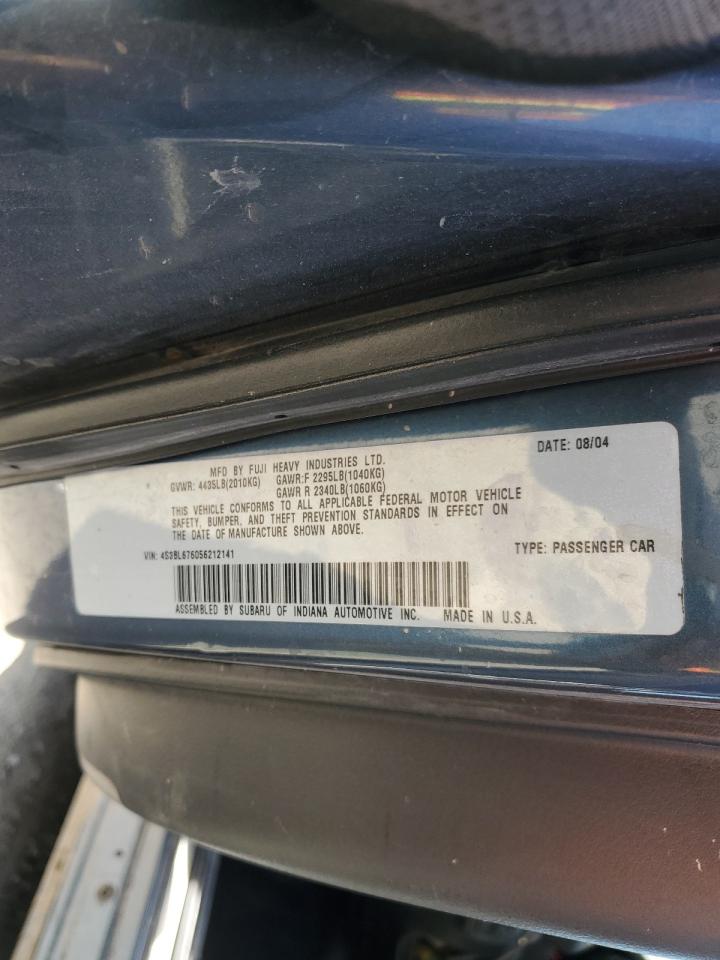 MFD BY FUJI HEAVY INDUSTRIES LTD.
DATE: 08/04
GVWR: 4435LB(2010KG) GAWR:F 2295LB(1040KG)
GAWR R 2340LB(1060KG)
THIS VEHICLE CONFORMS TO ALL APPLICABLE FEDERAL MOTOR VEHICLE
SAFETY, BUMPER, AND THEFT PREVENTION STANDARDS IN EFFECT ON
THE DATE OF MANUFACTURE SHOWN ABOVE.
VIN: 4S3BL676056212141
TYPE: PASSENGER CAR
ASSEMBLED BY SUBARU OF INDIANA AUTOMOTIVE INC. MADE IN U.S.A.